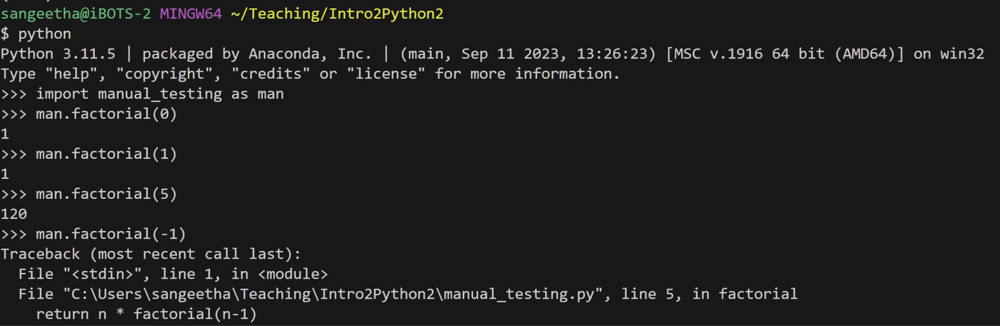 sangeetha@iBOTS-2 MINGW64 ~/Teaching/Intro2Python2
$ python
Python 3.11.5 | packaged by Anaconda, Inc. | (main, Sep 11 2023, 13:26:23) [MSC v.1916 64 bit (AMD64)] on win32
Type "help", "copyright", "credits" or "license" for more information.
>>> import manual_testing as man
>>> man.factorial(0)
1
>>> man.factorial(1)
1
>>> man.factorial(5)
120
>>> man.factorial(-1)
Traceback (most recent call last):
  File "<stdin>", line 1, in <module>
  File "C:\Users\sangeetha\Teaching\Intro2Python2\manual_testing.py", line 5, in factorial
    return n * factorial(n-1)